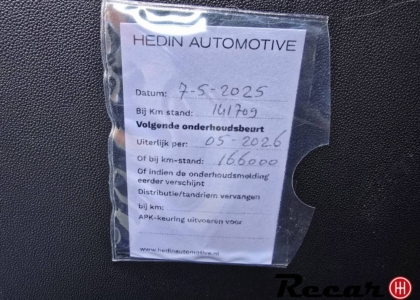 HEDIN AUTOMOTIVE
Datum: 7-5-2025
Bij Km stand: 141709
Volgende onderhoudsbeurt
Uiterlijk per: 05-2026
Of bij km-stand: 166000
Of indien de onderhoudsmelding
eerder verschijnt
Distributie/tandriem vervangen
bij km:
APK-keuring uitvoeren voor
www.hedinautomotive.nl
Recar